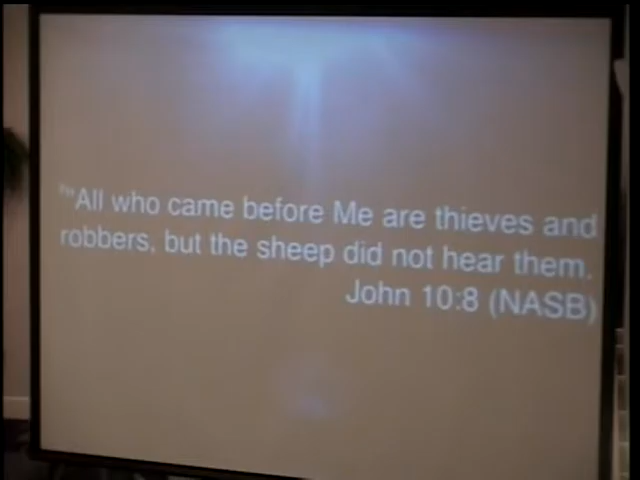 "All who came before Me are thieves and
robbers, but the sheep did not hear them.
John 10:8 (NASB)